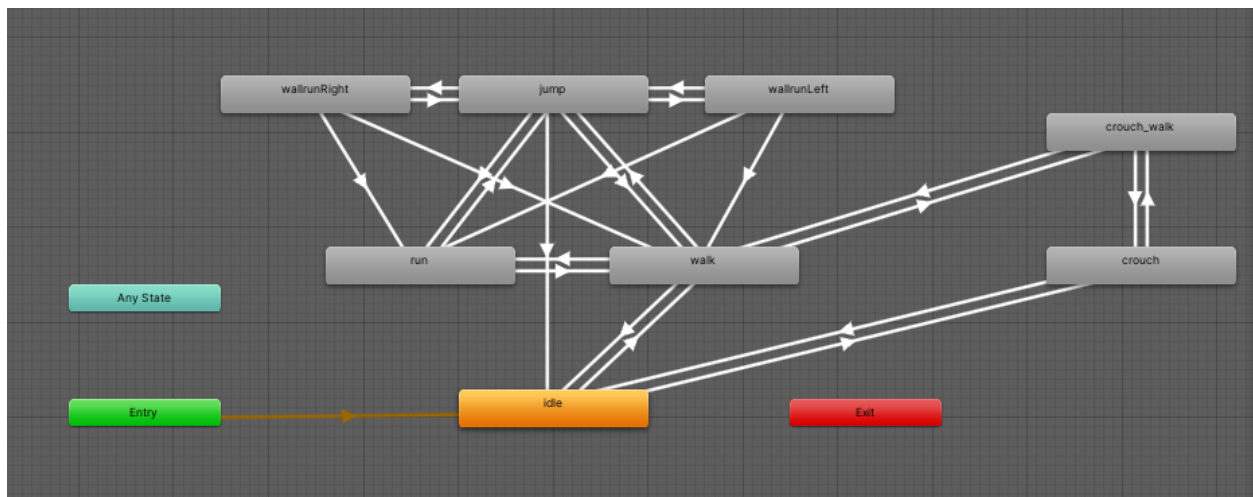 wallrunRight
jump
wallrunLeft
crouch_walk
run
walk
crouch
Any State
Entry
idle
Exit